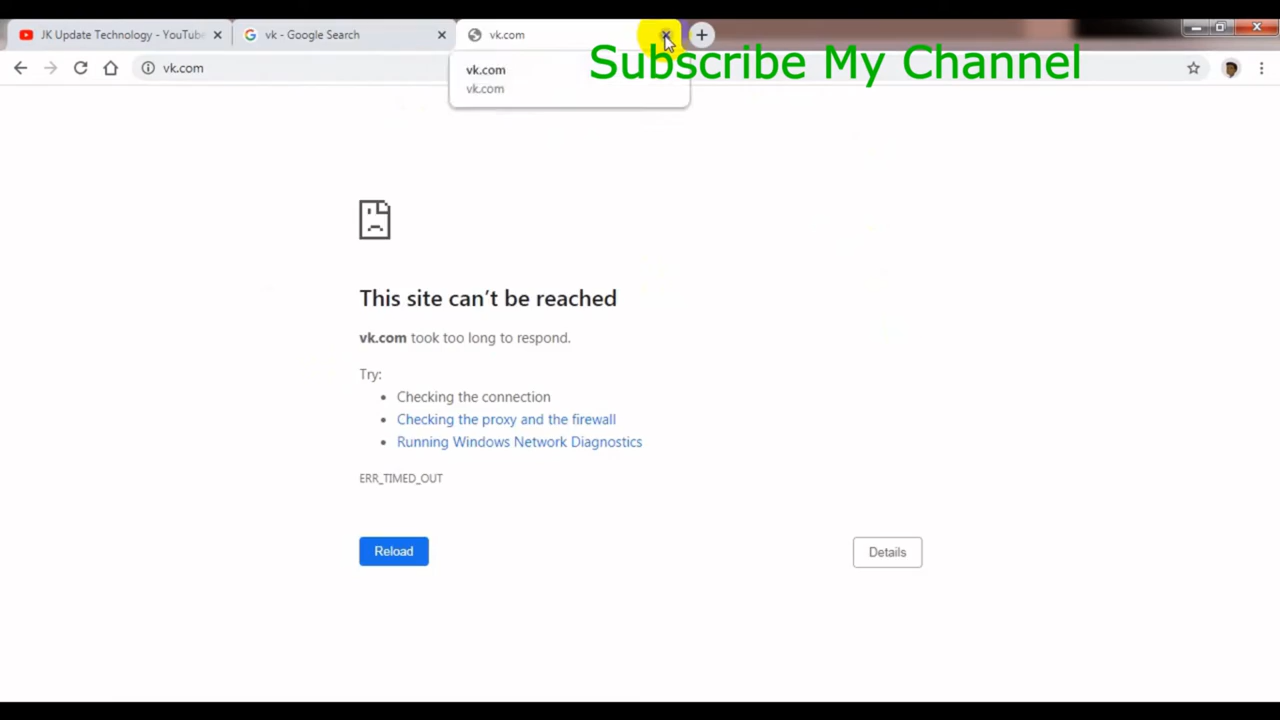 JK Update Technology - YouTube
vk - Google Search
vk.com
vk.com
vk.com
vk.com
Subscribe My Channel
This site can't be reached
vk.com took too long to respond.
Try:
Checking the connection
Checking the proxy and the firewall
Running Windows Network Diagnostics
ERR_TIMED_OUT
Reload
Details